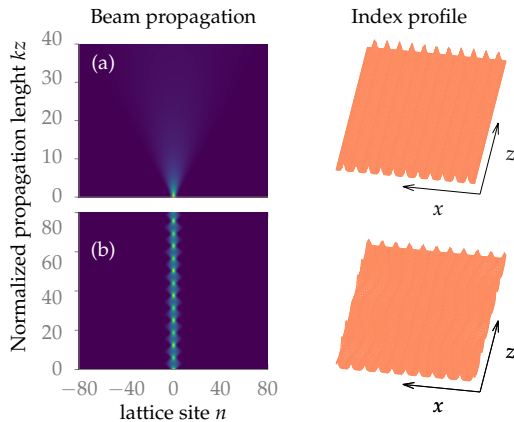 Beam propagation
Index profile
Normalized propagation lenght kz
40
30
20
10
0
(a)
z
x
80
60
40
20
0
(b)
z
x
−80
−40
0
40
80
lattice site n